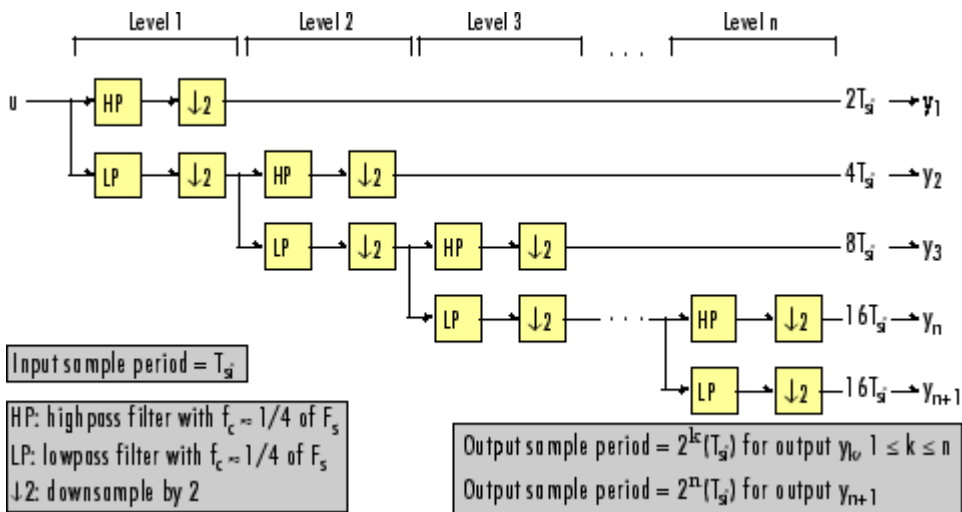 Level 1 Level 2 Level 3 . . . Level n
u HP ↓2 2T_si y_1
LP ↓2 HP ↓2 4T_si y_2
LP ↓2 HP ↓2 8T_si y_3
LP ↓2 . . . HP ↓2 16T_si y_n
LP ↓2 16T_si y_{n+1}
Input sample period = T_si
HP: highpass filter with f_c ≈ 1/4 of F_s
LP: lowpass filter with f_c ≈ 1/4 of F_s
↓2: downsample by 2
Output sample period = 2^k(T_si) for output y_k, 1 ≤ k ≤ n
Output sample period = 2^n(T_si) for output y_{n+1}